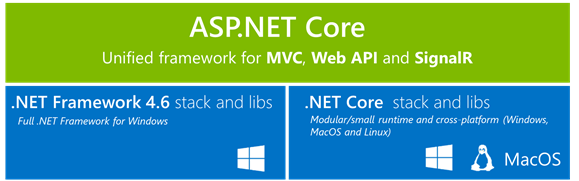 ASP.NET Core
Unified framework for MVC, Web API and SignalR
.NET Framework 4.6 stack and libs
Full .NET Framework for Windows
.NET Core stack and libs
Modular/small runtime and cross-platform (Windows,
MacOS and Linux)
MacOS